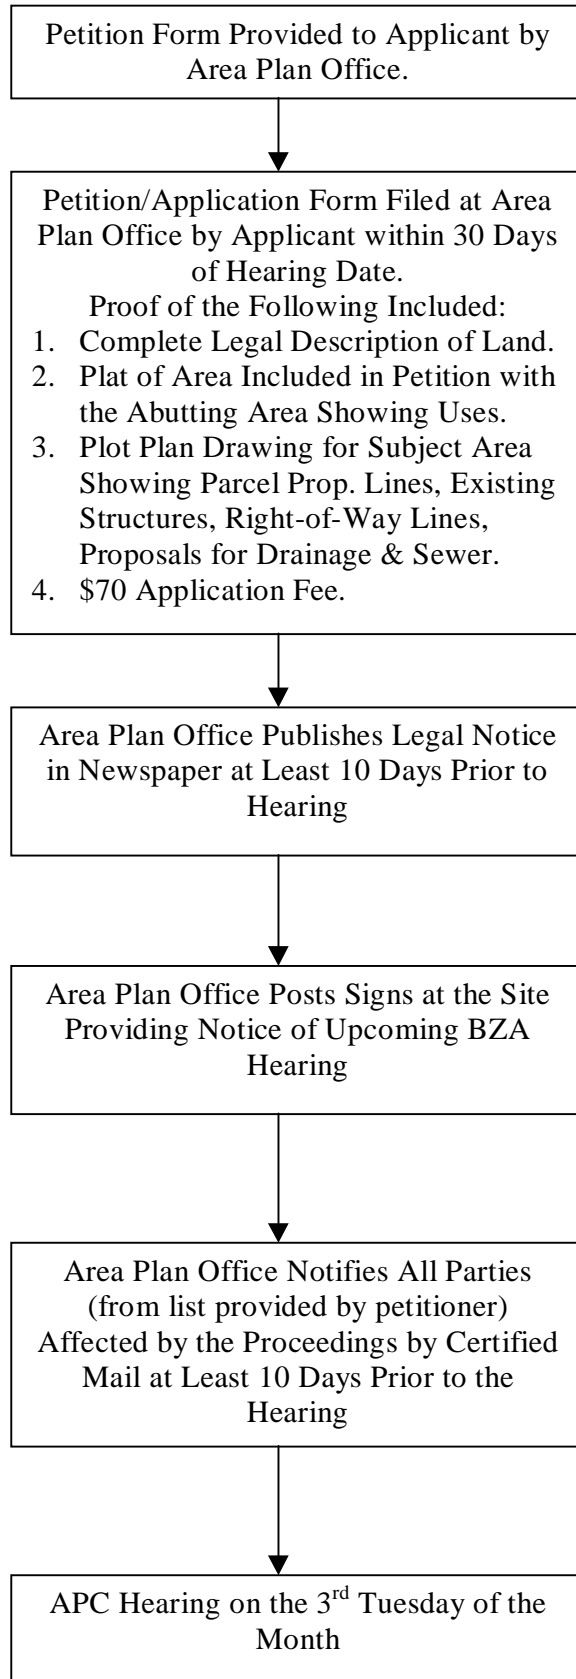 Petition Form Provided to Applicant by
Area Plan Office.
Petition/Application Form Filed at Area
Plan Office by Applicant within 30 Days
of Hearing Date.
Proof of the Following Included:
1. Complete Legal Description of Land.
2. Plat of Area Included in Petition with
the Abutting Area Showing Uses.
3. Plot Plan Drawing for Subject Area
Showing Parcel Prop. Lines, Existing
Structures, Right-of-Way Lines,
Proposals for Drainage & Sewer.
4. $70 Application Fee.
Area Plan Office Publishes Legal Notice
in Newspaper at Least 10 Days Prior to
Hearing
Area Plan Office Posts Signs at the Site
Providing Notice of Upcoming BZA
Hearing
Area Plan Office Notifies All Parties
(from list provided by petitioner)
Affected by the Proceedings by Certified
Mail at Least 10 Days Prior to the
Hearing
APC Hearing on the 3rd Tuesday of the
Month